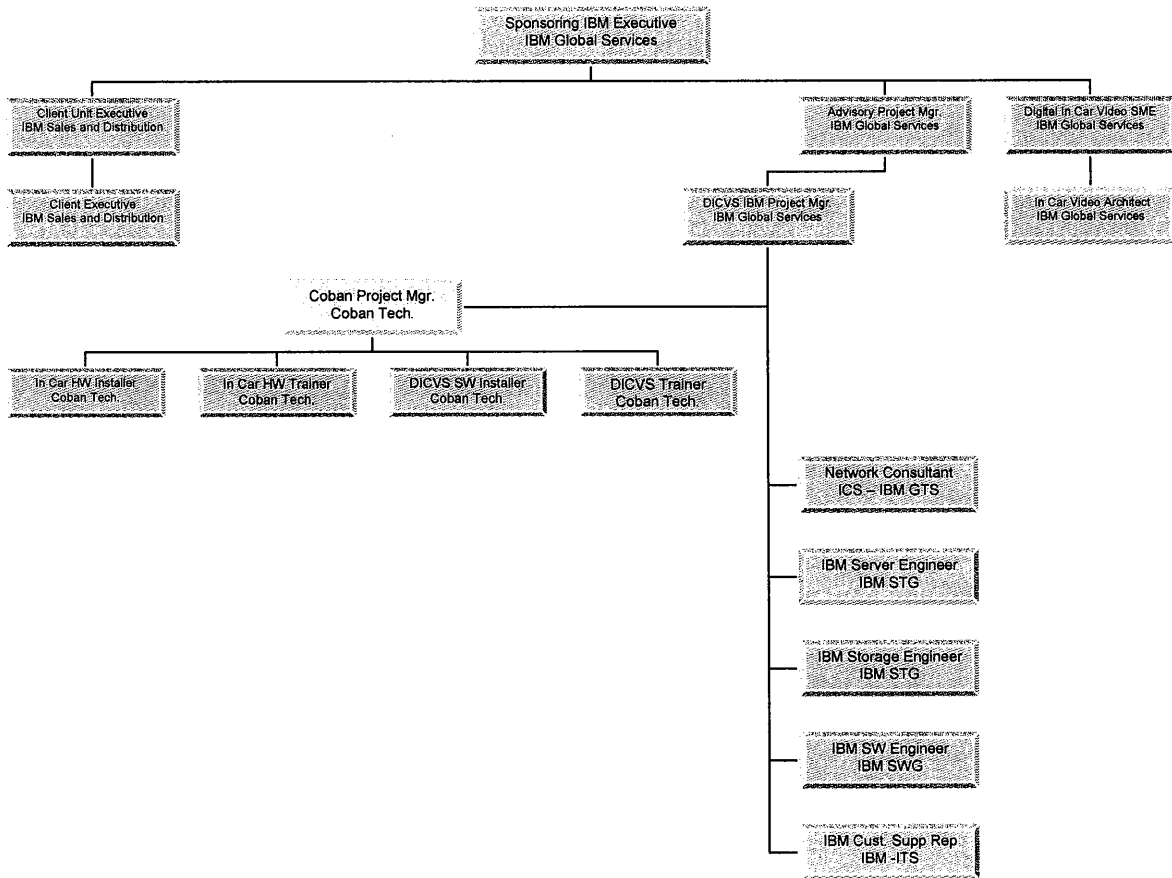 Sponsoring IBM Executive
IBM Global Services
Client Unit Executive
IBM Sales and Distribution
Advisory Project Mgr.
IBM Global Services
Digital In Car Video SME
IBM Global Services
Client Executive
IBM Sales and Distribution
DICVS IBM Project Mgr.
IBM Global Services
In Car Video Architect
IBM Global Services
Coban Project Mgr.
Coban Tech.
In Car HW Installer
Coban Tech.
In Car HW Trainer
Coban Tech.
DICVS SW Installer
Coban Tech
DICVS Trainer
Coban Tech.
Network Consultant
ICS – IBM GTS
IBM Server Engineer
IBM STG
IBM Storage Engineer
IBM STG
IBM SW Engineer
IBM SWG
IBM Cust. Supp Rep
IBM -ITS